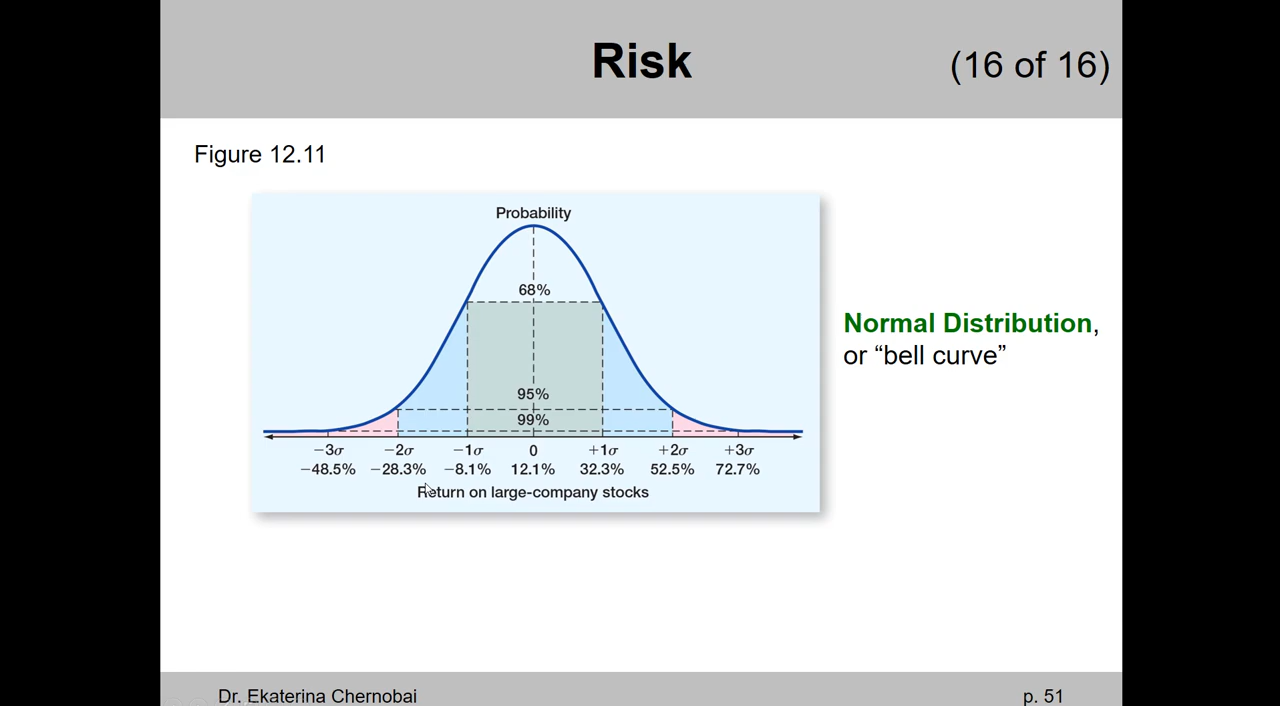 Risk
(16 of 16)
Figure 12.11
Probability
68%
95%
99%
−3σ −2σ −1σ 0 +1σ +2σ +3σ
−48.5% −28.3% −8.1% 12.1% 32.3% 52.5% 72.7%
Return on large-company stocks
Normal Distribution,
or “bell curve”
Dr. Ekaterina Chernobai
p. 51